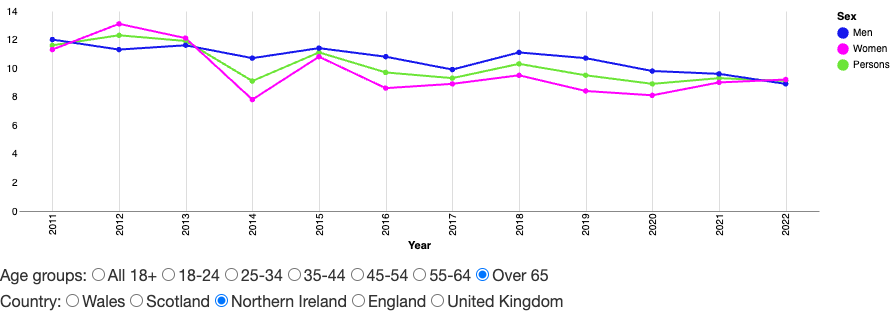 14
12
10
8
6
4
2
0
2011 2012 2013 2014 2015 2016 2017 2018 2019 2020 2021 2022
Year
Sex
Men
Women
Persons
Age groups: All 18+ 18-24 25-34 35-44 45-54 55-64 Over 65
Country: Wales Scotland Northern Ireland England United Kingdom